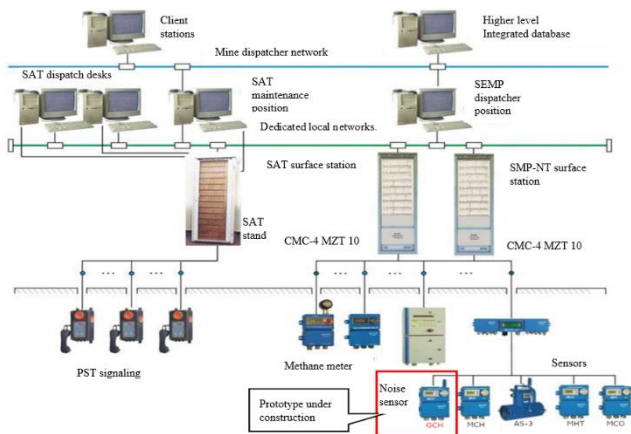 Client
stations
Higher level
Integrated database
Mine dispatcher network
SAT dispatch desks
SAT
maintenance
position
SEMP
dispatcher
position
Dedicated local networks.
SAT surface station
SMP-NT surface
station
SAT
stand
CMC-4 MZT 10
CMC-4 MZT 10
...
...
...
PST signaling
Methane meter
Sensors
Noise
sensor
Prototype under
construction
GCH
MCH
AS-3
MHT
MCO